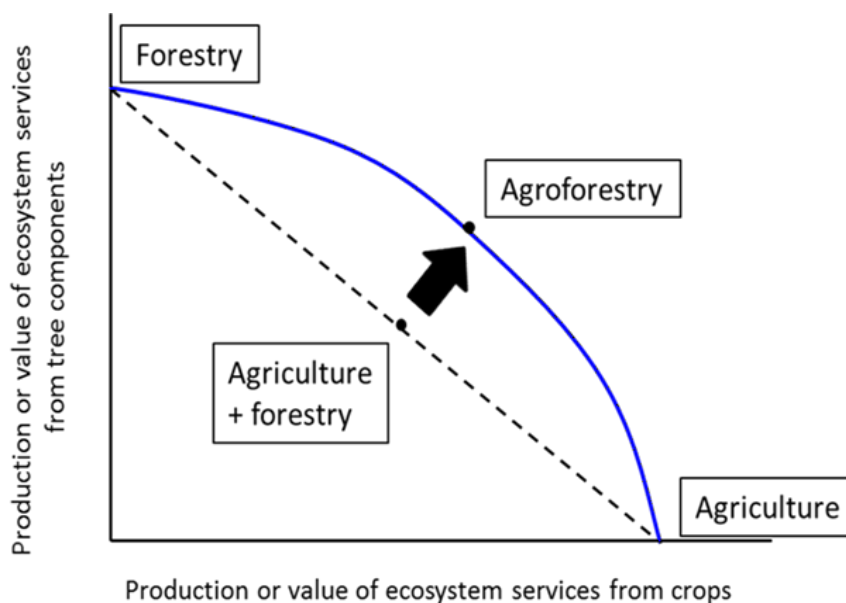 Production or value of ecosystem services
from tree components
Forestry
Agroforestry
Agriculture
+ forestry
Agriculture
Production or value of ecosystem services from crops